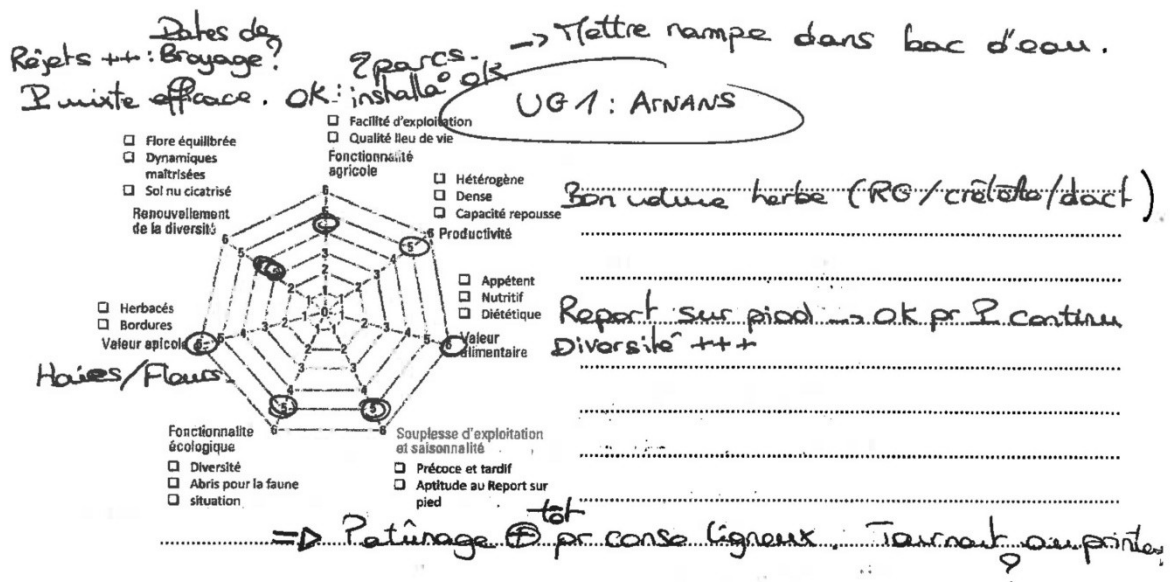 Dates de
Rejets ++ : Broyage ?
2 parcs.
-> Mettre rampe dans bac d'eau.
P mixte efficace. OK : installa° ok
UG1 : ARNANS
☐ Facilité d'exploitation
☐ Qualité lieu de vie
Fonctionnalité
agricole
☐ Flore équilibrée
☐ Dynamiques
maîtrisées
☐ Sol nu cicatrisé
Renouvellement
de la diversité
☐ Hétérogène
☐ Dense
☐ Capacité repousse
Productivité
Bon volume herbe (RG/crételle/dact).
☐ Appétent
☐ Nutritif
☐ Diététique
Valeur
alimentaire
☐ Herbacés
☐ Bordures
Valeur apicole
Haies/Fleurs.
Report sur pied -> ok pr P continu
Diversité +++
Fonctionnalite
écologique
☐ Diversité
☐ Abris pour la faune
☐ situation
Souplesse d'exploitation
et saisonnalité
☐ Précoce et tardif
☐ Aptitude au Report sur
pied
=> Patûrage + tôt pr conso ligneux. Tournant au printps
?